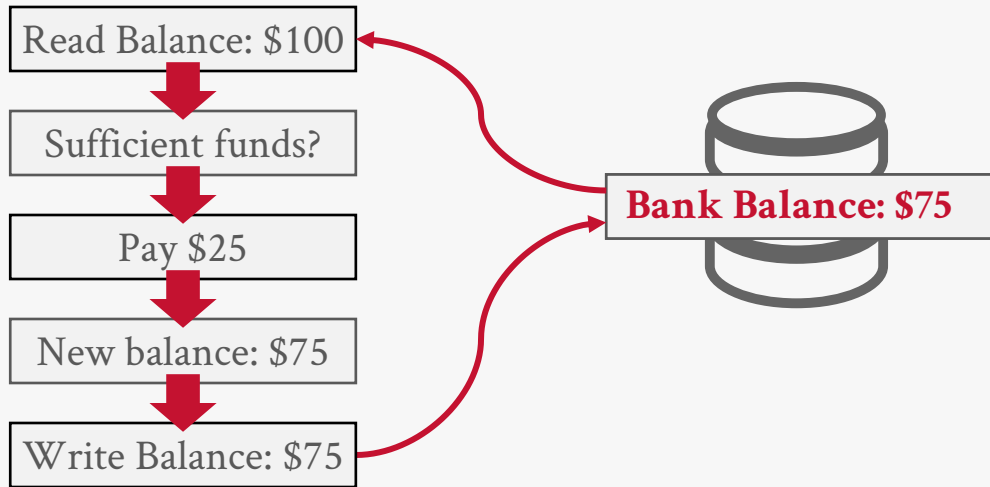 Read Balance: $100
Sufficient funds?
Pay $25
New balance: $75
Write Balance: $75
Bank Balance: $75